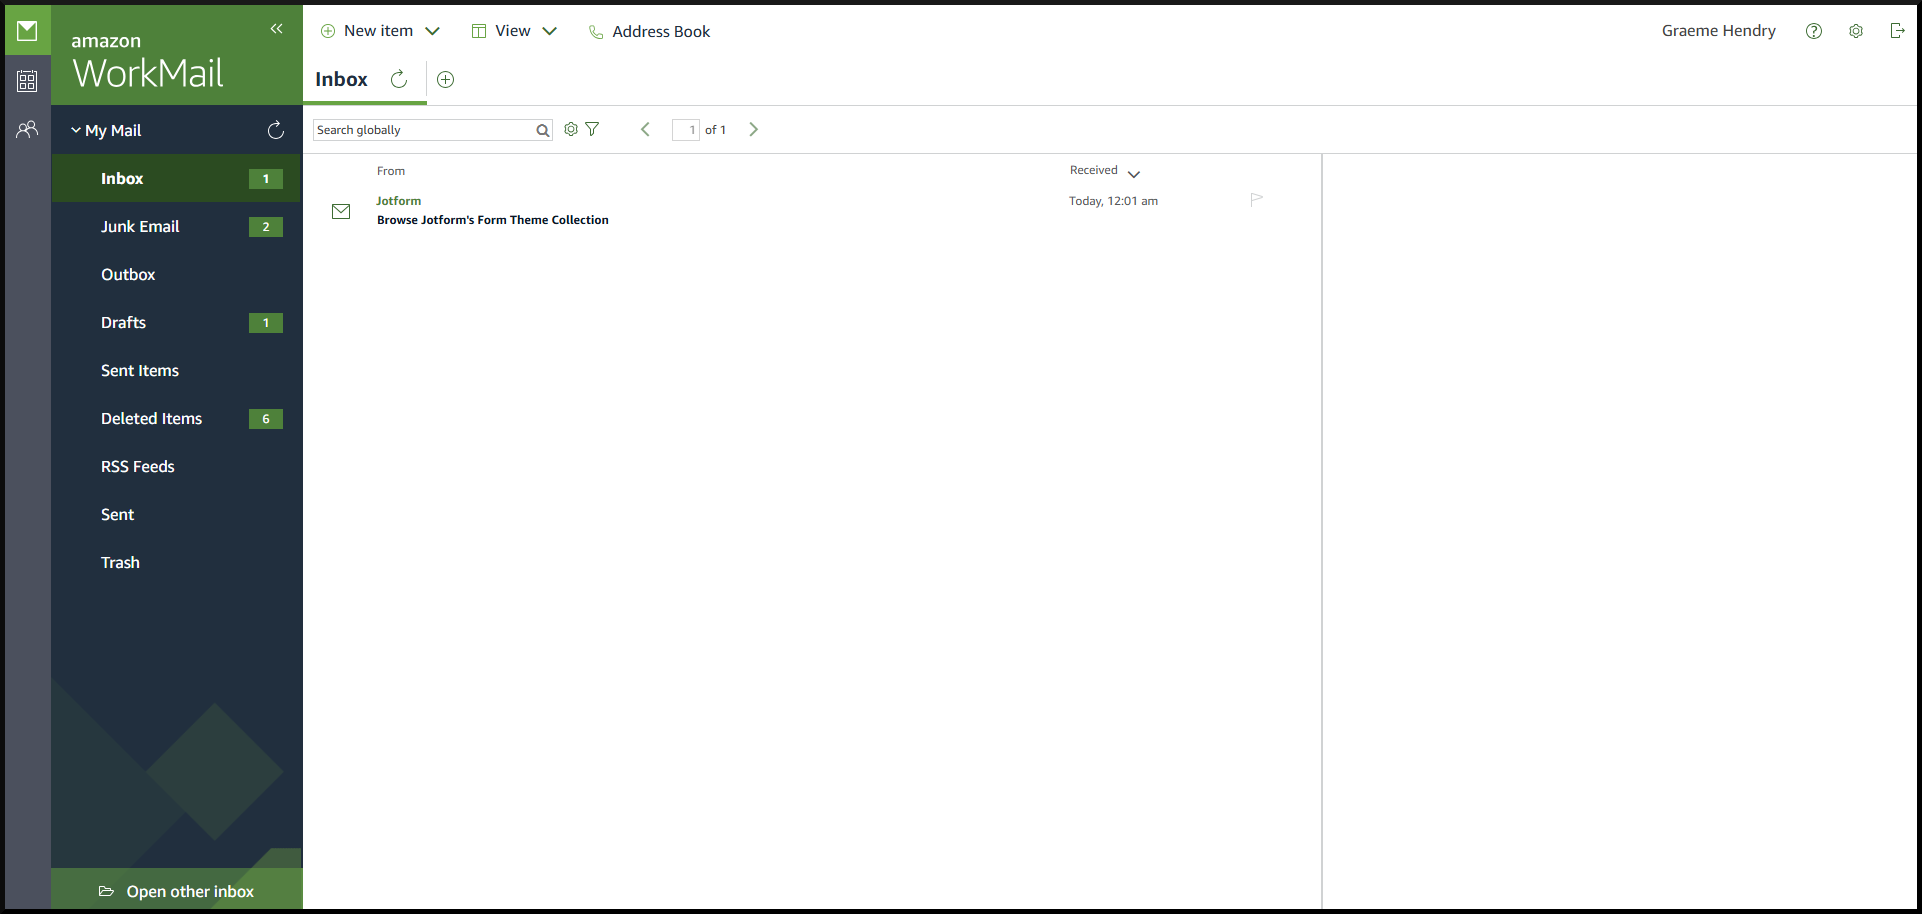 amazon
WorkMail
New item
View
Address Book
Graeme Hendry
Inbox
My Mail
Search globally
1 of 1
Inbox 1
Junk Email 2
Outbox
Drafts 1
Sent Items
Deleted Items 6
RSS Feeds
Sent
Trash
Open other inbox
From
Received
Jotform
Today, 12:01 am
Browse Jotform's Form Theme Collection